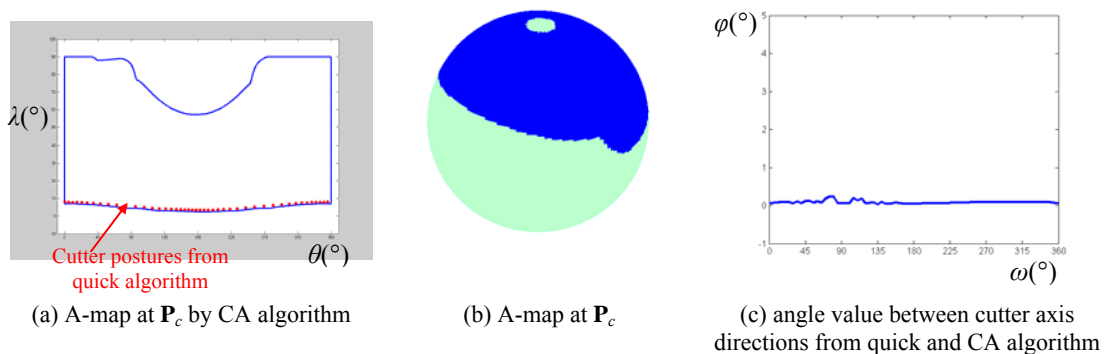 λ(°)
θ(°)
Cutter postures from
quick algorithm
(a) A-map at Pc by CA algorithm
(b) A-map at Pc
φ(°)
5
4
3
2
1
0
-1
0 45 90 135 180 225 270 315 360
ω(°)
(c) angle value between cutter axis
directions from quick and CA algorithm